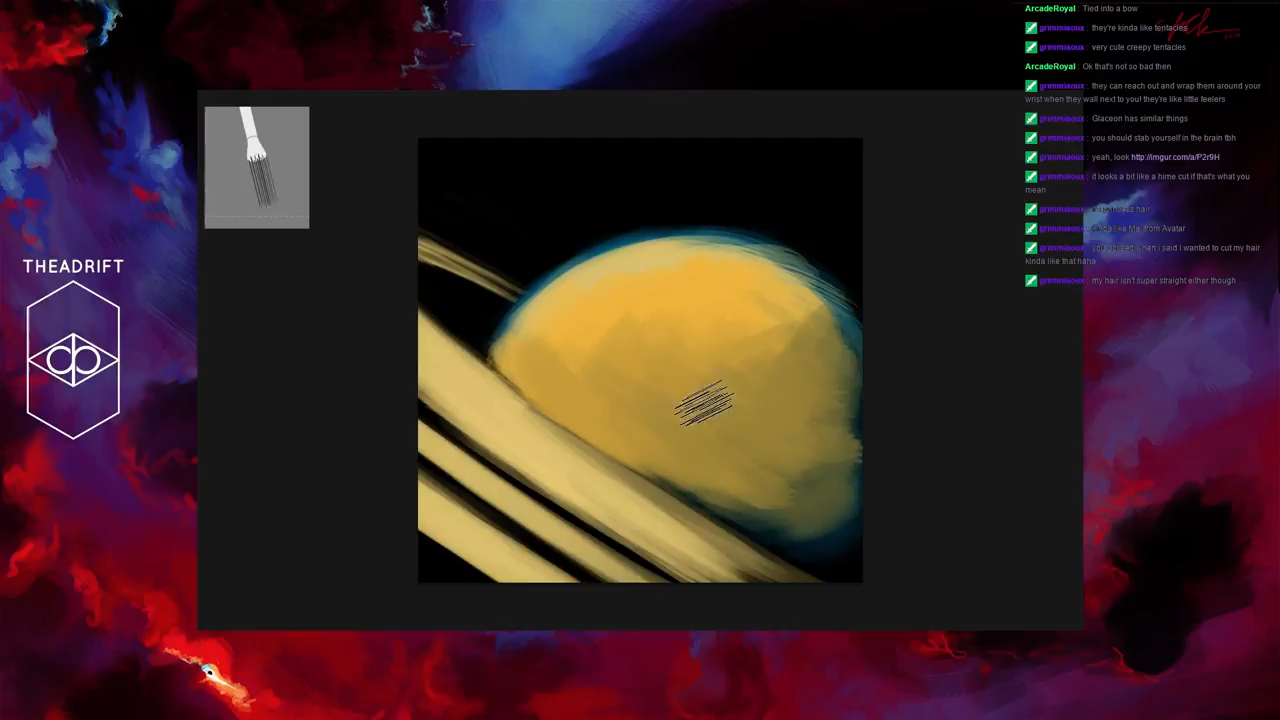 ArcadeRoyal : Tied into a bow
grimmiaoux : they're kinda like tentacles
grimmiaoux : very cute creepy tentacles
ArcadeRoyal : Ok that's not so bad then
grimmiaoux : they can reach out and wrap them around your
wrist when they wall next to you! they're like little feelers
grimmiaoux : Glaceon has similar things
grimmiaoux : you should stab yourself in the brain tbh
grimmiaoux : yeah, look http://imgur.com/a/P2r9H
grimmiaoux : it looks a bit like a hime cut if that's what you
mean
grimmiaoux : hair
grimmiaoux : like Mai from Avatar
grimmiaoux : when i said I wanted to cut my hair
kinda like that haha
grimmiaoux : my hair isn't super straight either though
THEADRIFT